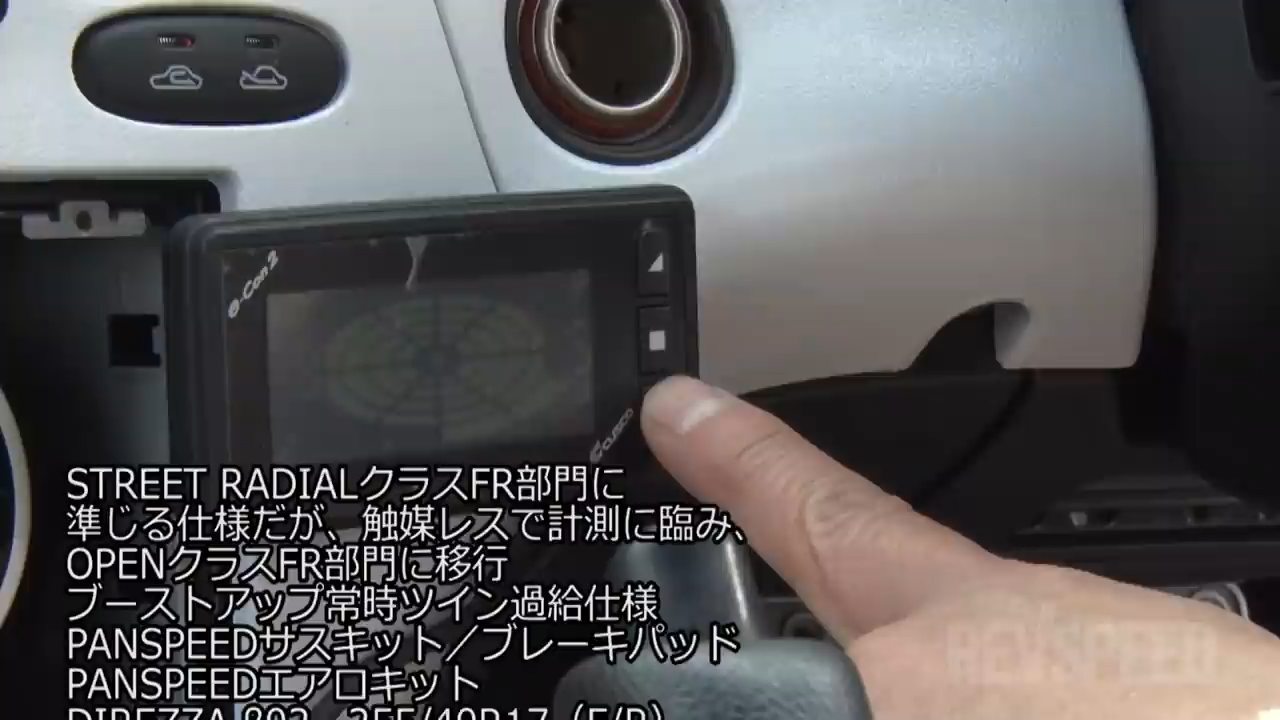 e-Con2
cusco
STREET RADIALクラスFR部門に
準じる仕様だが、触媒レスで計測に臨み、
OPENクラスFR部門に移行
ブーストアップ常時ツイン過給仕様
PANSPEEDサスキット／ブレーキパッド
PANSPEEDエアロキット
REVSPEED